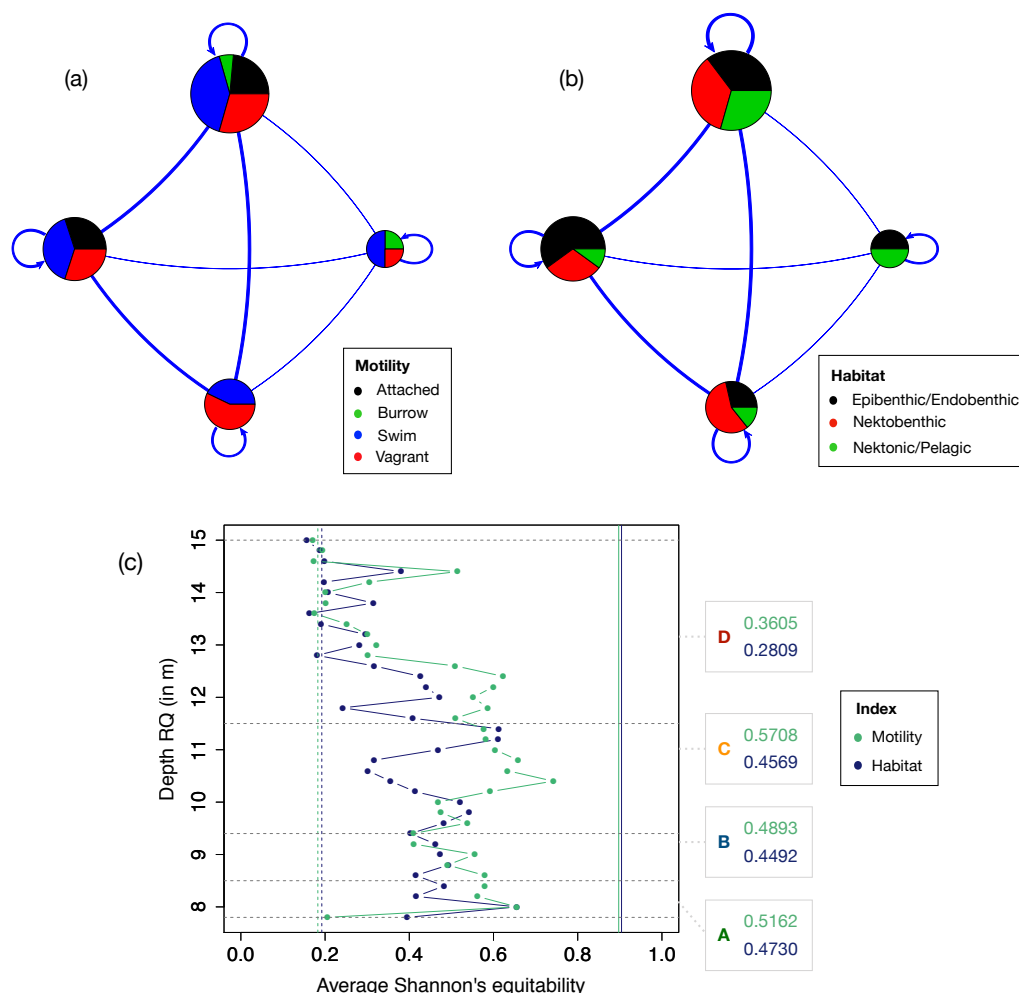 (a)
(b)
Motility
Attached
Burrow
Swim
Vagrant
Habitat
Epibenthic/Endobenthic
Nektobenthic
Nektonic/Pelagic
(c)
Depth RQ (in m)
15
14
13
12
11
10
9
8
0.0 0.2 0.4 0.6 0.8 1.0
Average Shannon's equitability
D
0.3605
0.2809
C
0.5708
0.4569
B
0.4893
0.4492
A
0.5162
0.4730
Index
Motility
Habitat